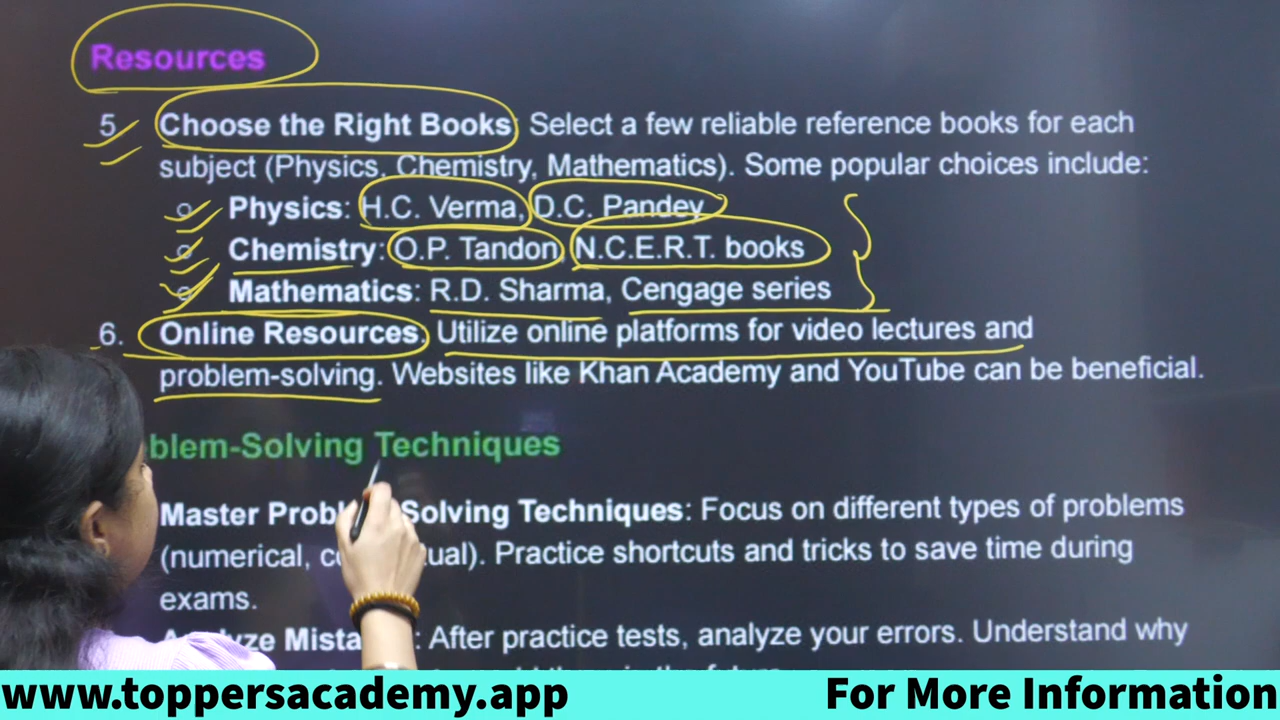 Resources
5 Choose the Right Books: Select a few reliable reference books for each
subject (Physics, Chemistry, Mathematics). Some popular choices include:
Physics: H.C. Verma, D.C. Pandey
Chemistry: O.P. Tandon, N.C.E.R.T. books
Mathematics: R.D. Sharma, Cengage series
6. Online Resources. Utilize online platforms for video lectures and
problem-solving. Websites like Khan Academy and YouTube can be beneficial.
blem-Solving Techniques
Master Probl Solving Techniques: Focus on different types of problems
(numerical, co ual). Practice shortcuts and tricks to save time during
exams.
Analyze Mista : After practice tests, analyze your errors. Understand why
www.toppersacademy.app
For More Information